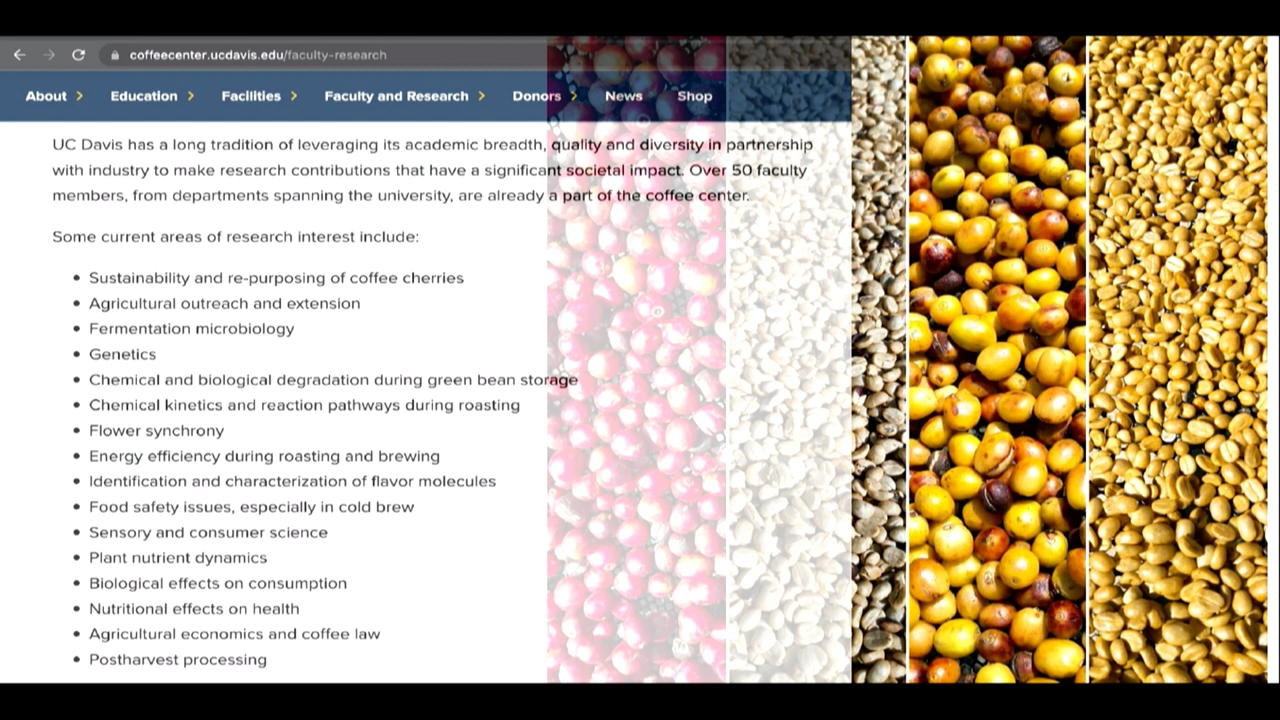 coffeecenter.ucdavis.edu/faculty-research
About Education Facilities Faculty and Research Donors News Shop
UC Davis has a long tradition of leveraging its academic breadth, quality and diversity in partnership
with industry to make research contributions that have a significant societal impact. Over 50 faculty
members, from departments spanning the university, are already a part of the coffee center.
Some current areas of research interest include:
• Sustainability and re-purposing of coffee cherries
• Agricultural outreach and extension
• Fermentation microbiology
• Genetics
• Chemical and biological degradation during green bean storage
• Chemical kinetics and reaction pathways during roasting
• Flower synchrony
• Energy efficiency during roasting and brewing
• Identification and characterization of flavor molecules
• Food safety issues, especially in cold brew
• Sensory and consumer science
• Plant nutrient dynamics
• Biological effects on consumption
• Nutritional effects on health
• Agricultural economics and coffee law
• Postharvest processing